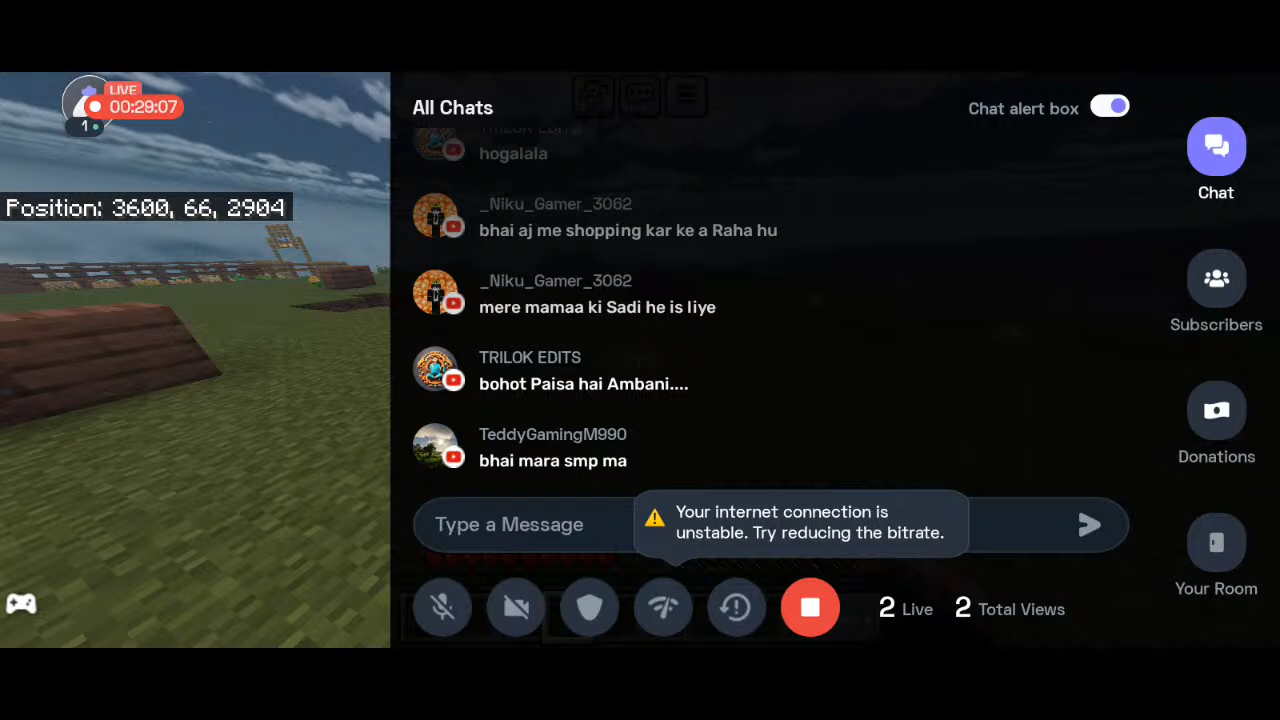 LIVE
00:29:07
1
Position: 3600, 66, 2904
All Chats
Chat alert box
TRILOK EDITS
hogalala
_Niku_Gamer_3062
bhai aj me shopping kar ke a Raha hu
_Niku_Gamer_3062
mere mamaa ki Sadi he is liye
TRILOK EDITS
bohot Paisa hai Ambani....
TeddyGamingM990
bhai mara smp ma
Type a Message
Your internet connection is
unstable. Try reducing the bitrate.
2 Live 2 Total Views
Chat
Subscribers
Donations
Your Room